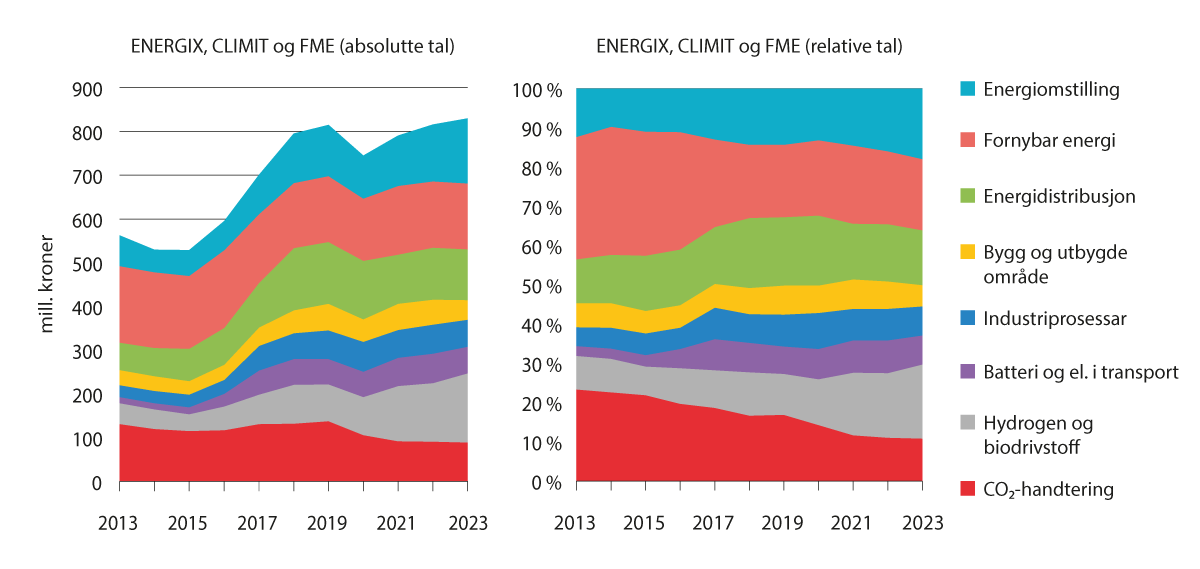 ENERGIX, CLIMIT og FME (absolutte tal)
mill. kroner
900
800
700
600
500
400
300
200
100
0
2013 2015 2017 2019 2021 2023
ENERGIX, CLIMIT og FME (relative tal)
100 %
90 %
80 %
70 %
60 %
50 %
40 %
30 %
20 %
10 %
0 %
2013 2015 2017 2019 2021 2023
Energiomstilling
Fornybar energi
Energidistribusjon
Bygg og utbygde
område
Industriprosessar
Batteri og el. i transport
Hydrogen og
biodrivstoff
CO₂-handtering